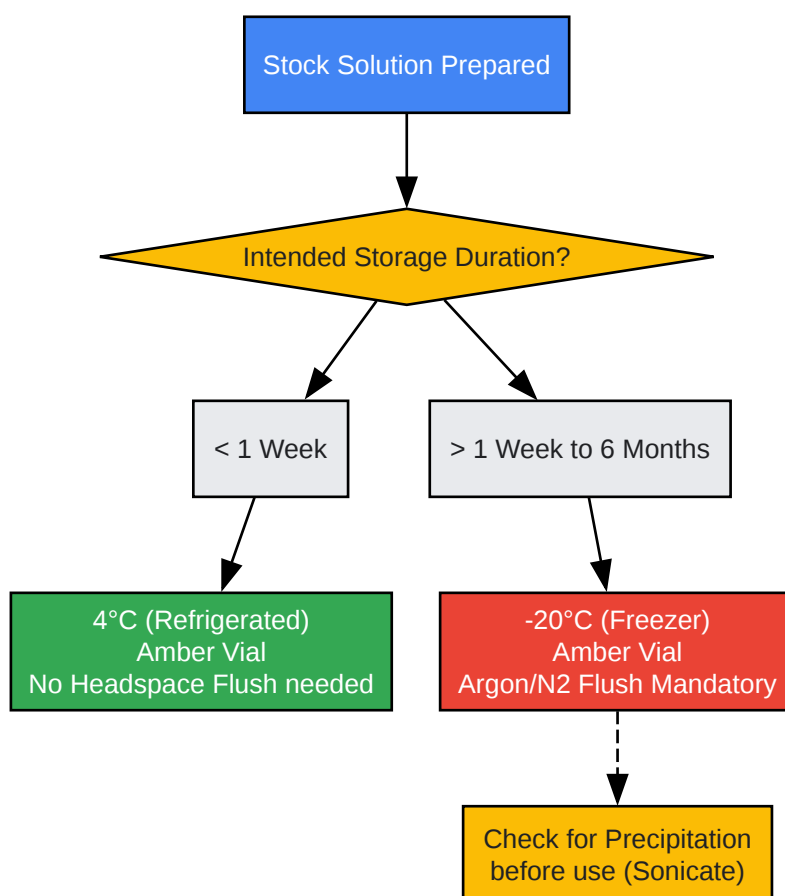 Stock Solution Prepared
Intended Storage Duration?
< 1 Week
> 1 Week to 6 Months
4°C (Refrigerated)
Amber Vial
No Headspace Flush needed
-20°C (Freezer)
Amber Vial
Argon/N2 Flush Mandatory
Check for Precipitation
before use (Sonicate)